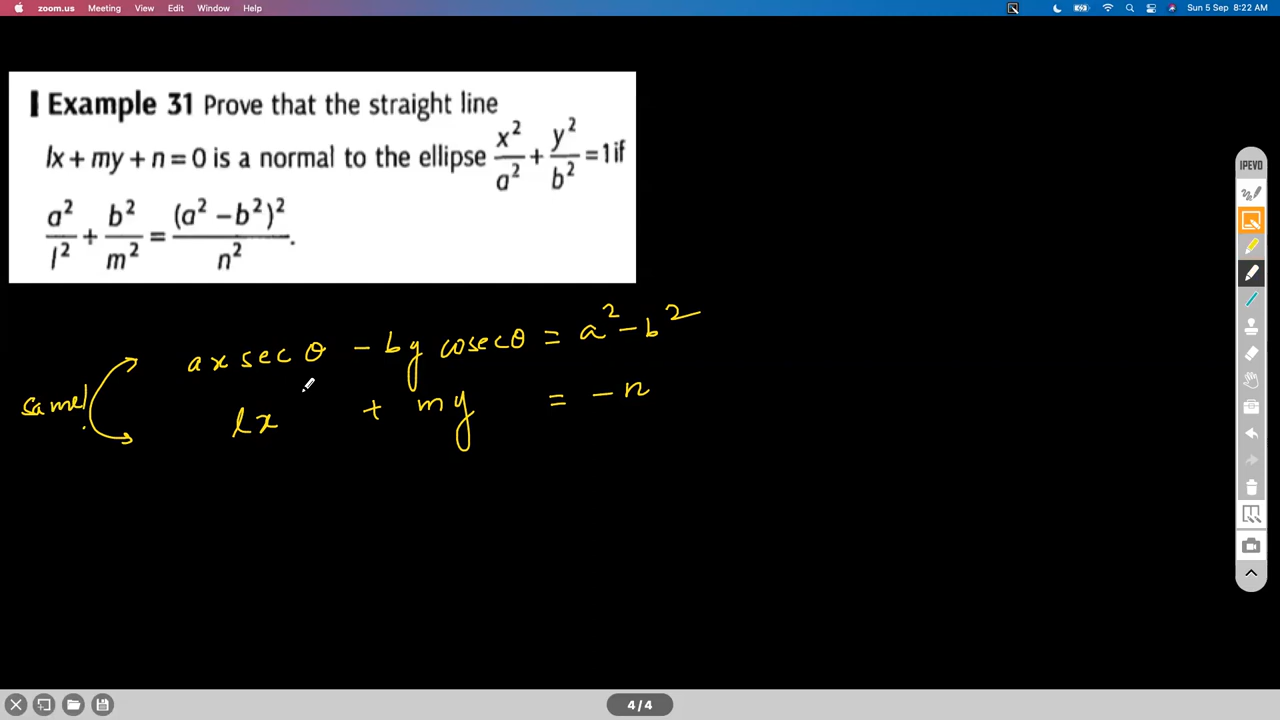 zoom.us Meeting View Edit Window Help Sun 5 Sep 8:22 AM
Example 31 Prove that the straight line
lx + my + n = 0 is a normal to the ellipse x²/a² + y²/b² = 1 if
a²/l² + b²/m² = (a² − b²)²/n².
ax sec θ − by cosec θ = a² − b²
same!
lx + my = − n
IPEVO
4 / 4